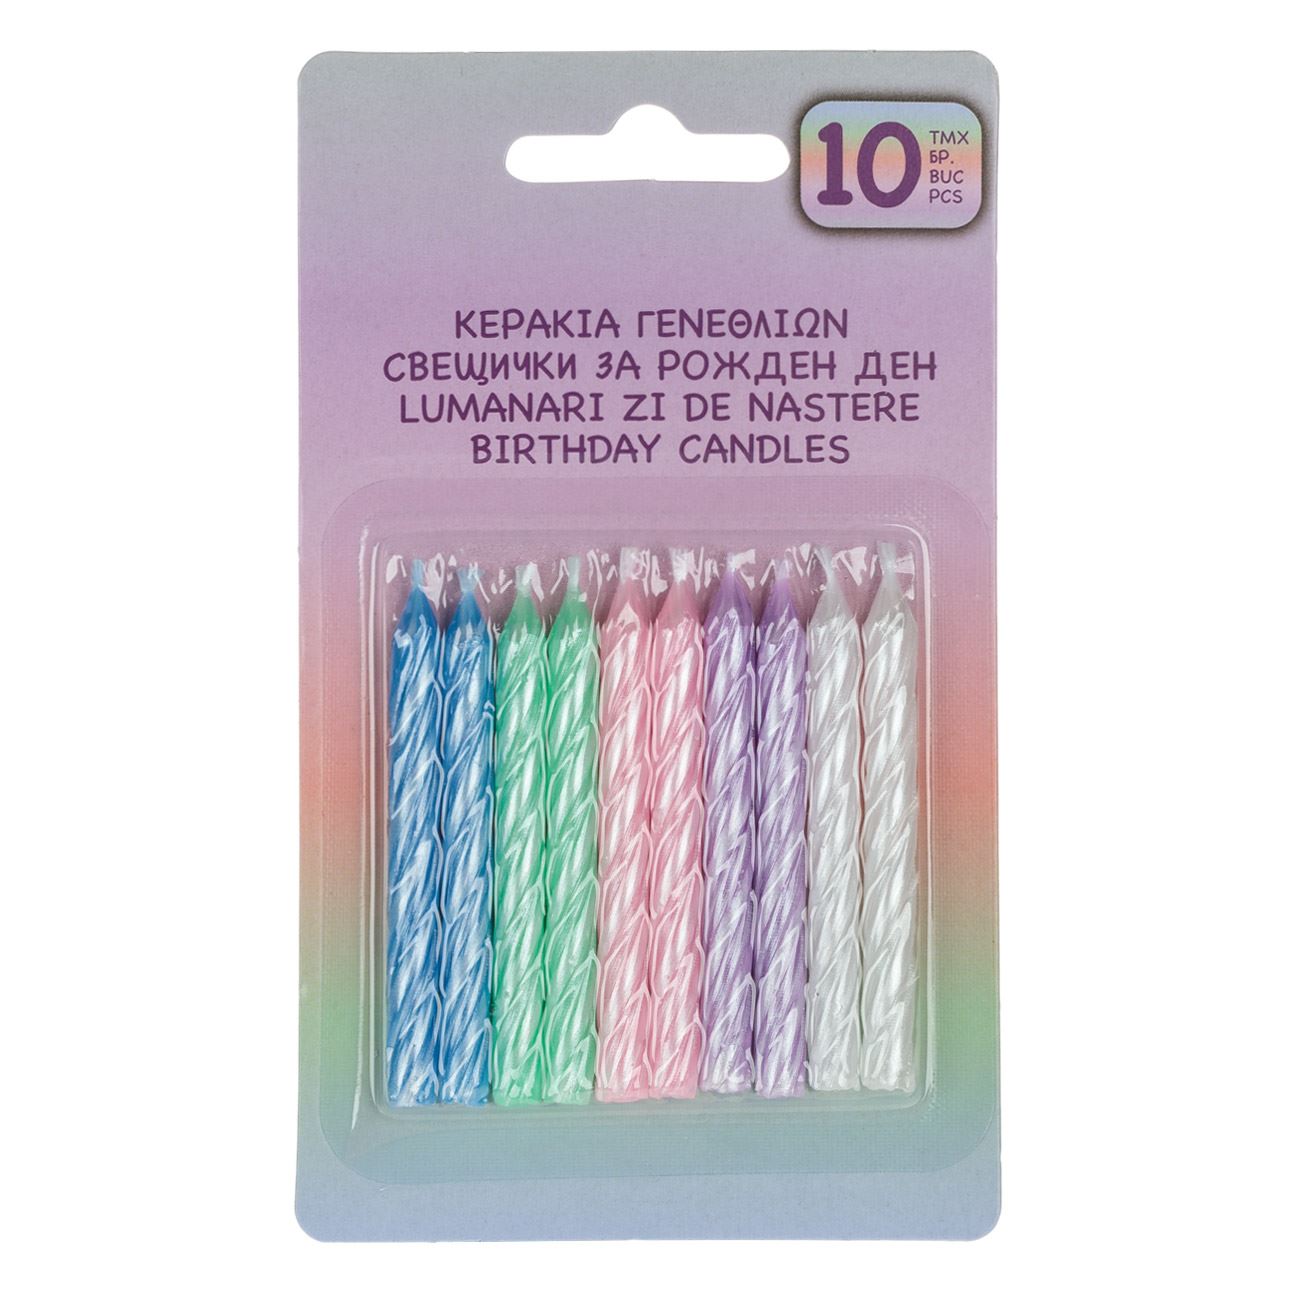 10
ΤΜΧ
БР.
BUC
PCS
ΚΕΡΑΚΙΑ ΓΕΝΕΘΛΙΩΝ
СВЕЩИЧКИ ЗА РОЖДЕН ДЕН
LUMANARI ZI DE NASTERE
BIRTHDAY CANDLES